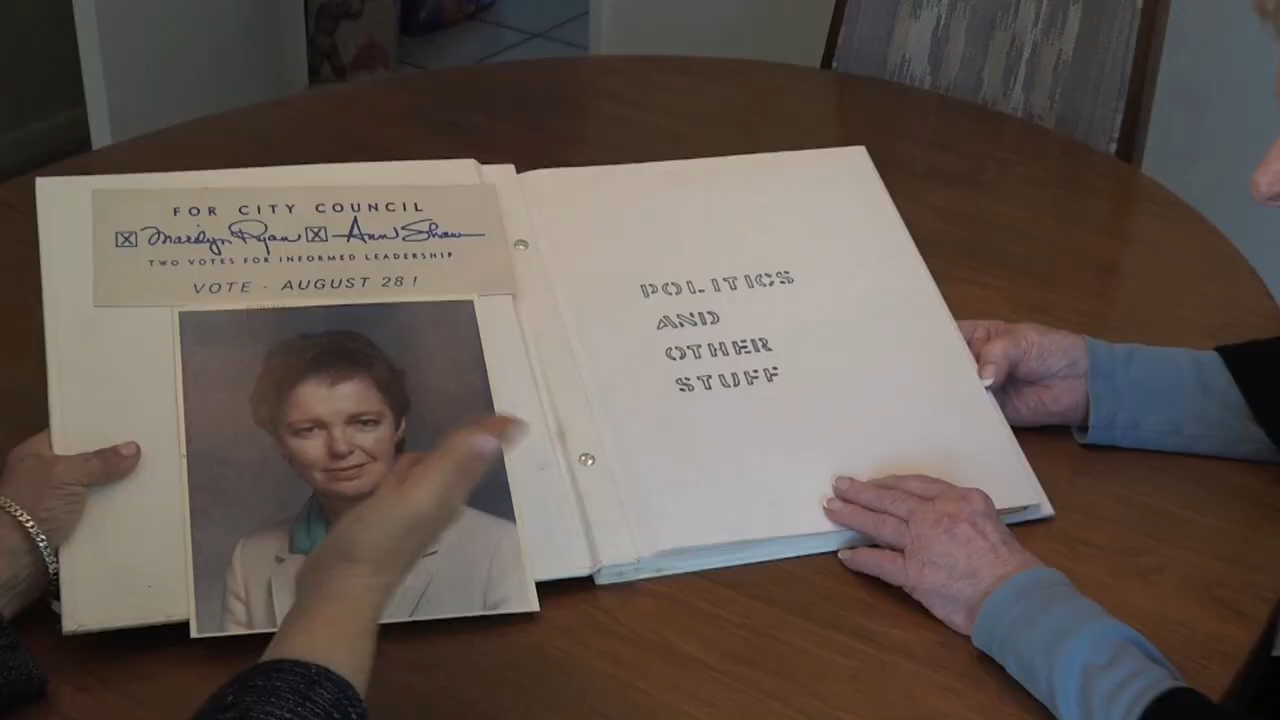 FOR CITY COUNCIL
☒ Marilyn Ryan ☒ Ann Shaw
TWO VOTES FOR INFORMED LEADERSHIP
VOTE - AUGUST 28!
POLITICS
AND
OTHER
STUFF